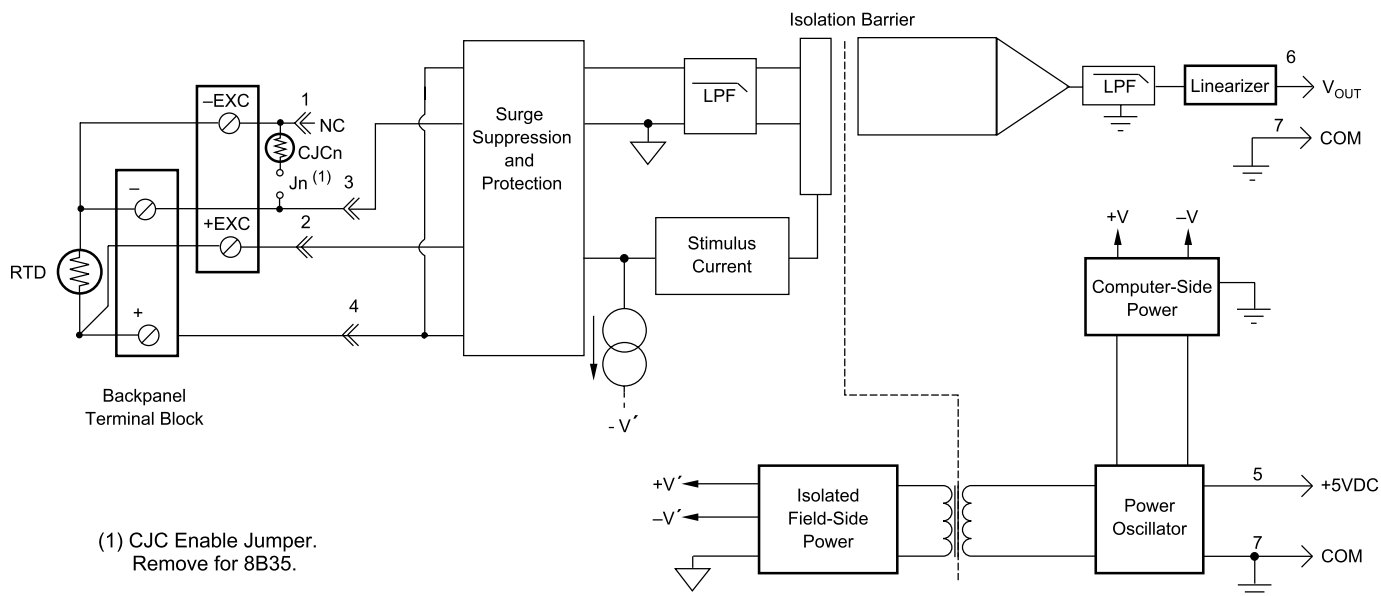 Isolation Barrier
–EXC
1
NC
CJCn
Jn (1)
3
–
+EXC
2
RTD
+
4
Backpanel
Terminal Block
Surge
Suppression
and
Protection
LPF
Stimulus
Current
- V´
LPF
Linearizer
6
VOUT
7
COM
+V
–V
Computer-Side
Power
+V´
–V´
Isolated
Field-Side
Power
Power
Oscillator
5
+5VDC
7
COM
(1) CJC Enable Jumper.
Remove for 8B35.